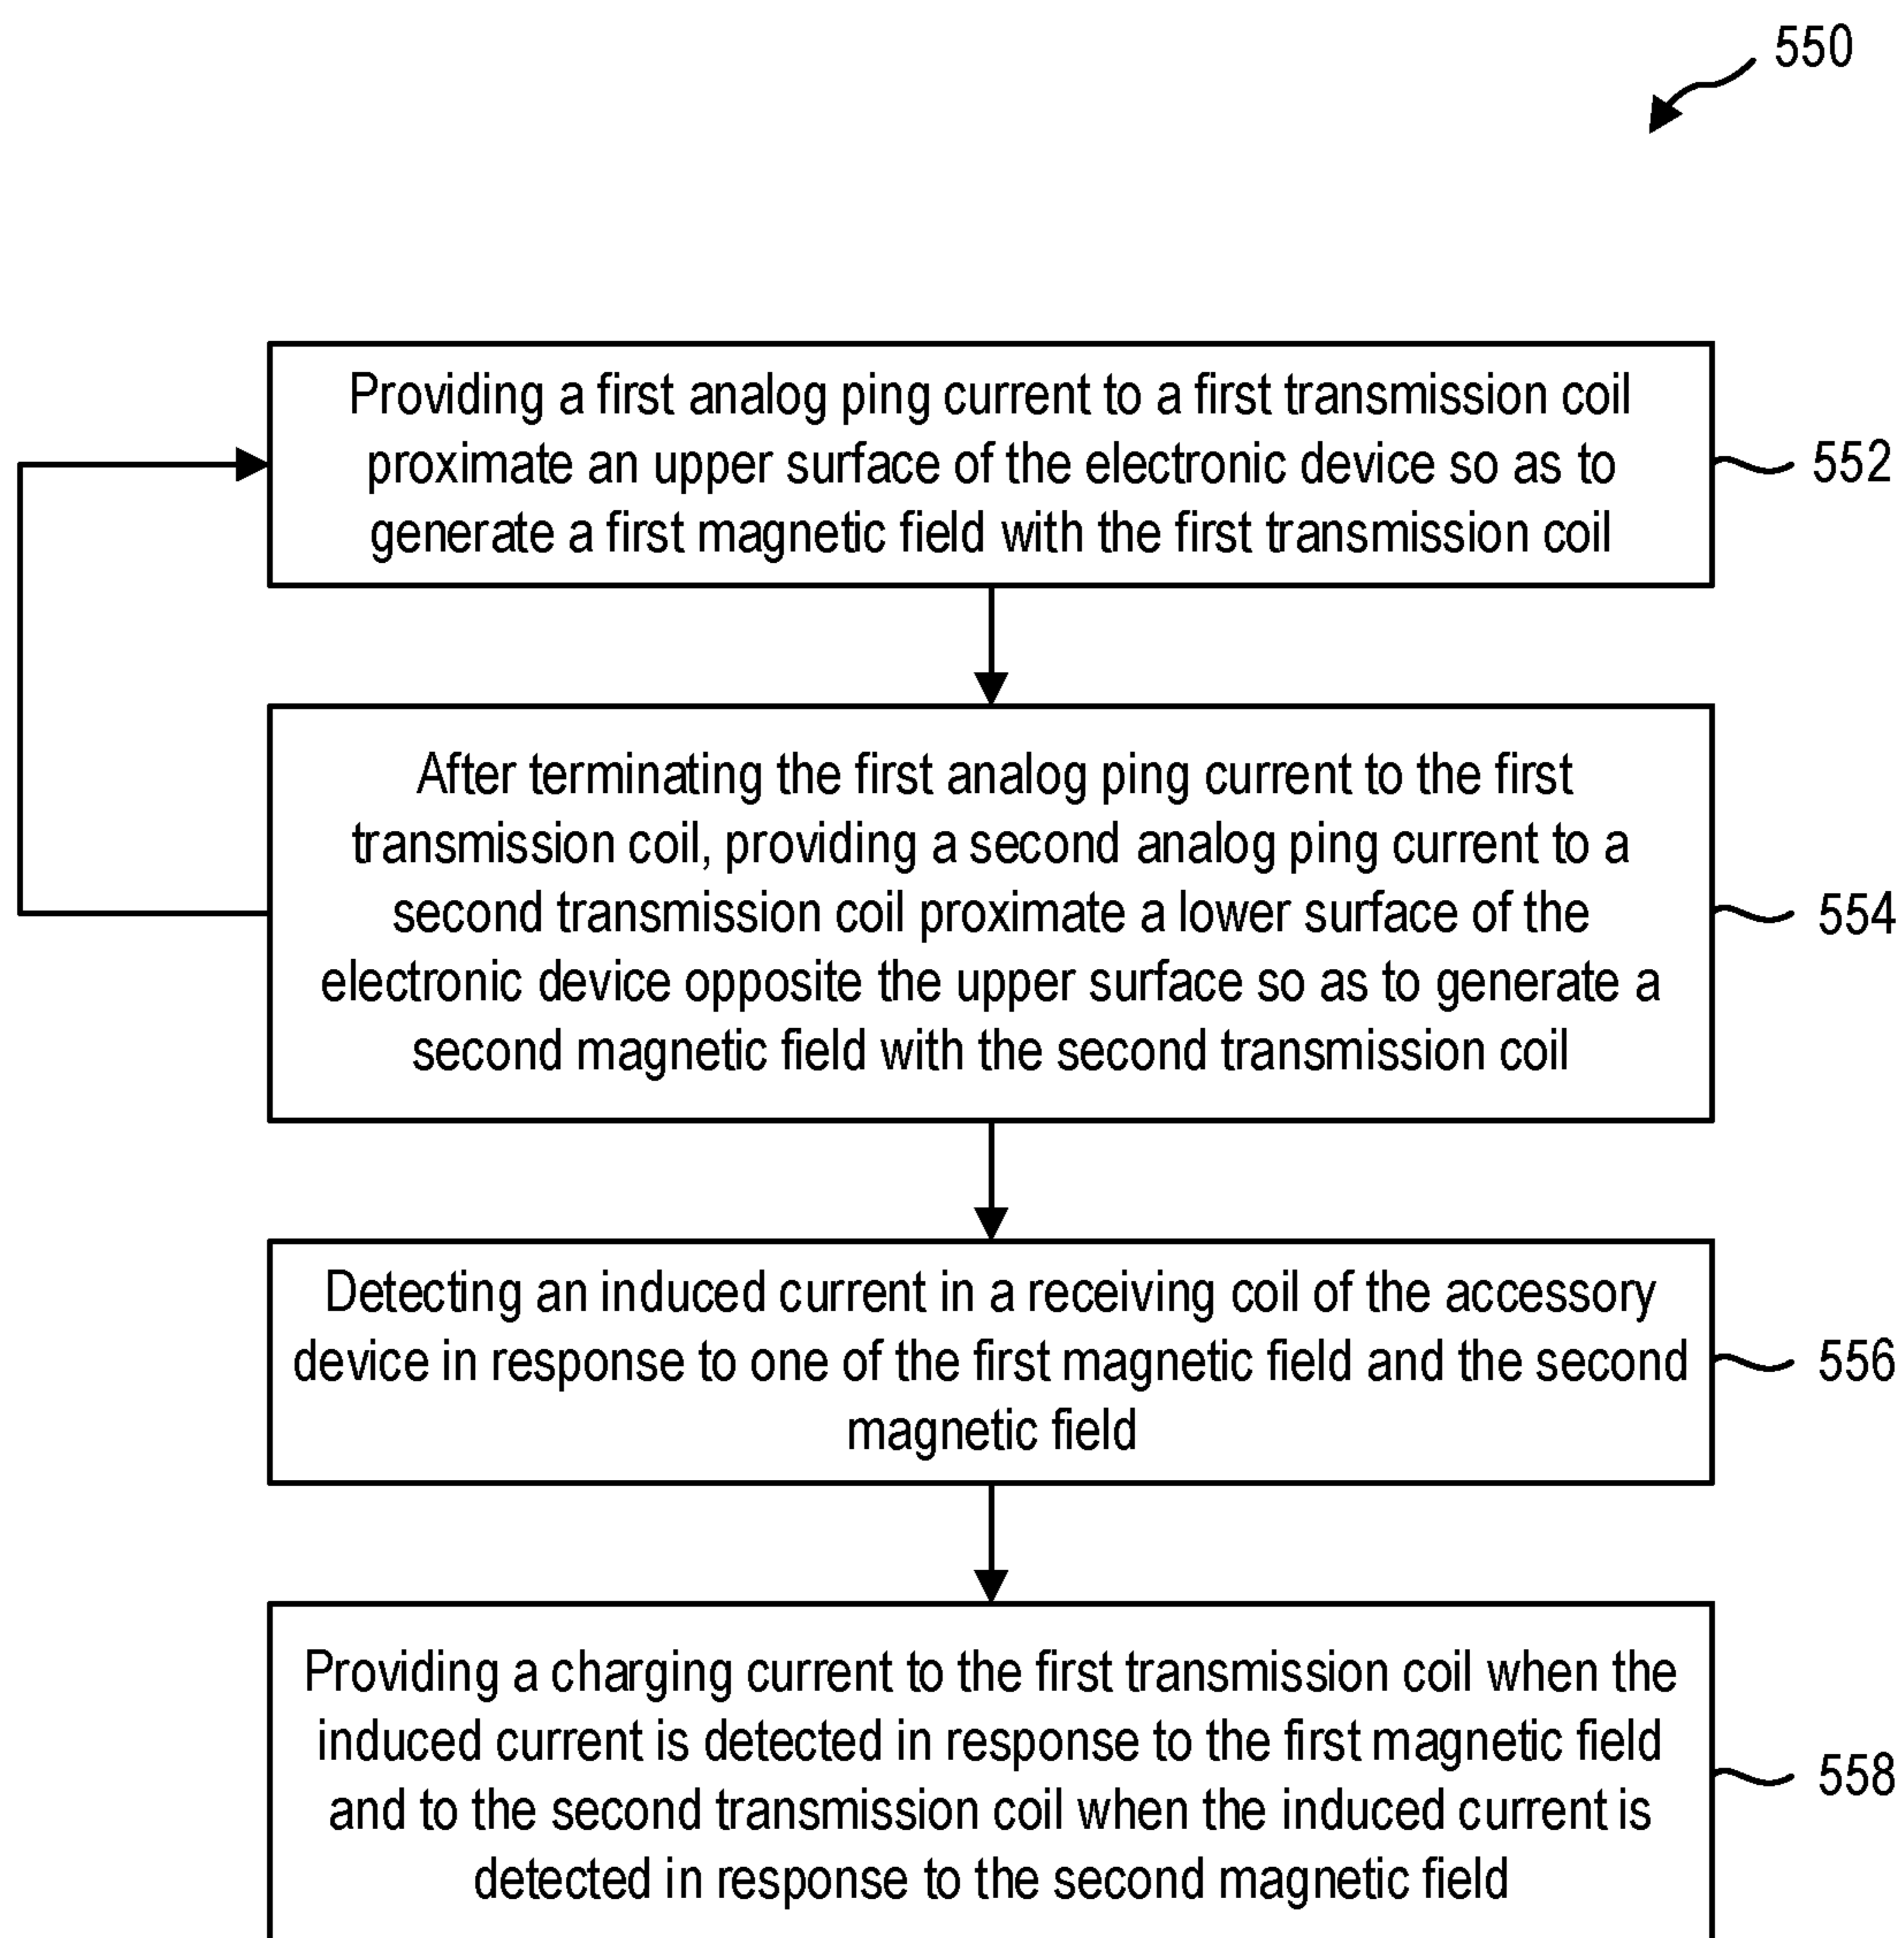 550
Providing a first analog ping current to a first transmission coil
proximate an upper surface of the electronic device so as to
generate a first magnetic field with the first transmission coil
552
After terminating the first analog ping current to the first
transmission coil, providing a second analog ping current to a
second transmission coil proximate a lower surface of the
electronic device opposite the upper surface so as to generate a
second magnetic field with the second transmission coil
554
Detecting an induced current in a receiving coil of the accessory
device in response to one of the first magnetic field and the second
magnetic field
556
Providing a charging current to the first transmission coil when the
induced current is detected in response to the first magnetic field
and to the second transmission coil when the induced current is
detected in response to the second magnetic field
558